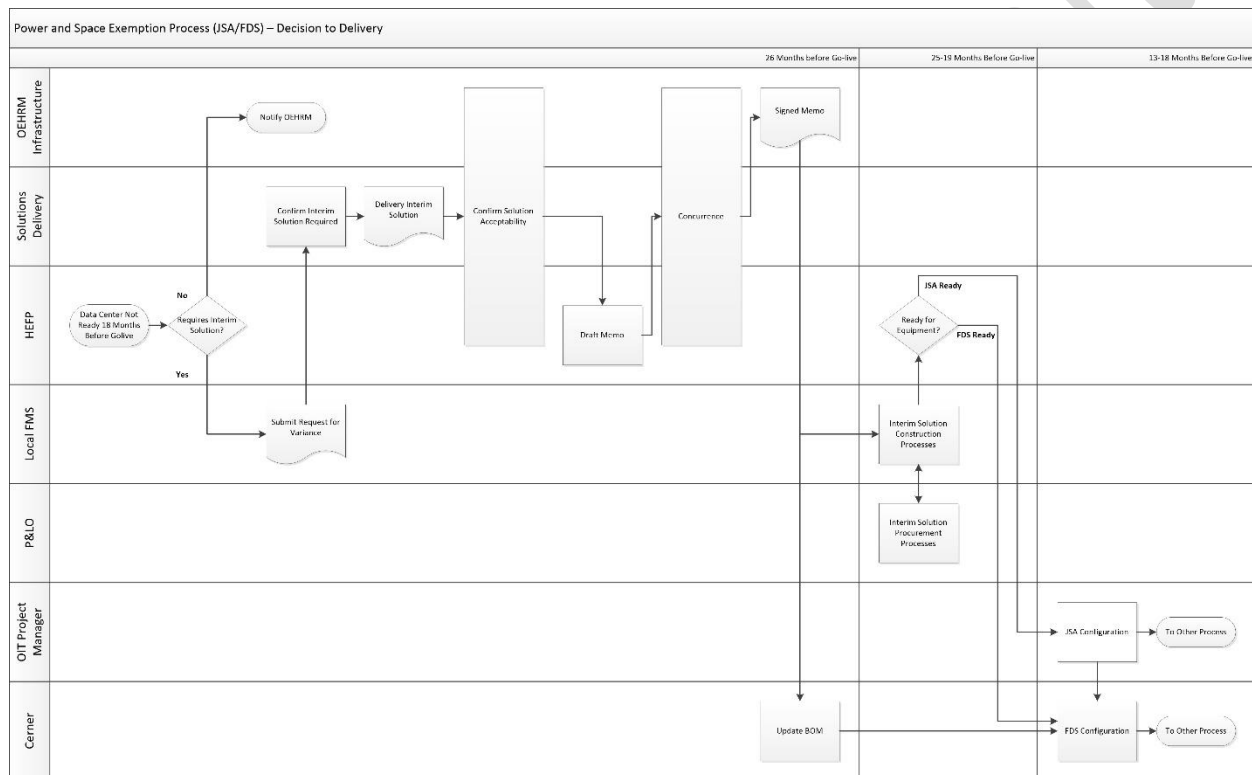 Power and Space Exemption Process (JSA/FDS) – Decision to Delivery
26 Months before Go-live
25-19 Months Before Go-live
13-18 Months Before Go-live
OEHRM
Infrastructure
Notify OEHRM
Signed Memo
Solutions
Delivery
Confirm Interim
Solution Required
Delivery Interim
Solution
Confirm Solution
Acceptability
Concurrence
HEFP
Data Center Not
Ready 18 Months
Before Golive
No
Requires Interim
Solution?
Yes
Draft Memo
JSA Ready
Ready for
Equipment?
FDS Ready
Local FMS
Submit Request for
Variance
Interim Solution
Construction
Processes
P&LO
Interim Solution
Procurement
Processes
OIT Project
Manager
JSA Configuration
To Other Process
Cerner
Update BOM
FDS Configuration
To Other Process